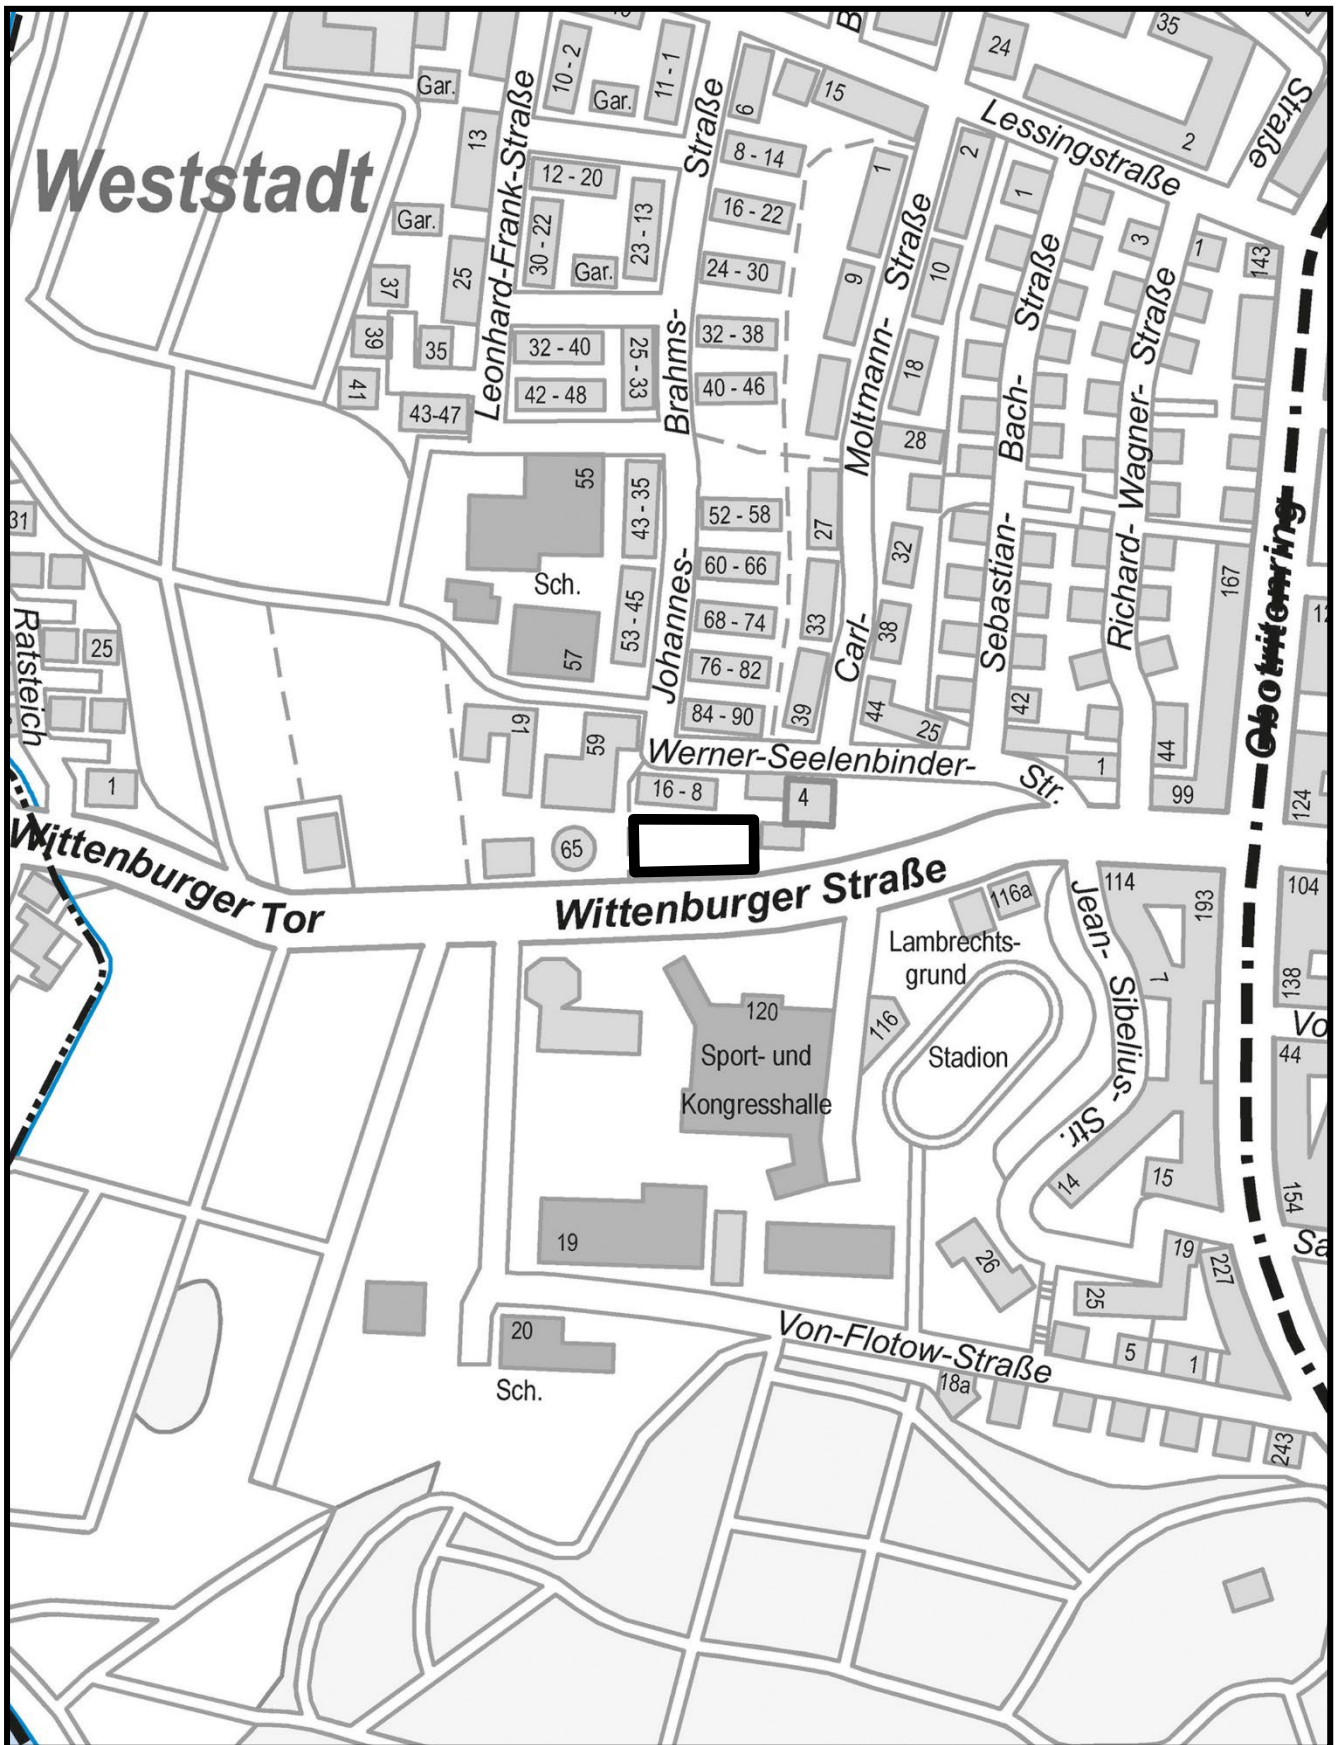 35
24
B
Gar.
10 - 2
11 - 1
Gar.
6
15
Lessingstraße
2
Straße
Weststadt
13
Leonhard-Frank-Straße
12 - 20
30 - 22
23 - 13
Gar.
Gar.
8 - 14
16 - 22
24 - 30
32 - 38
40 - 46
1
9
2
10
18
28
1
3
1
143
37
39
41
25
35
43-47
32 - 40
42 - 48
25 - 33
Johannes-
Brahms-
Straße
Carl-
Moltmann-
Straße
Sebastian-
Bach-
Straße
Richard-
Wagner-
Straße
Obotritenring
31
55
43 - 35
52 - 58
60 - 66
68 - 74
76 - 82
84 - 90
27
33
39
32
38
44
25
42
167
Sch.
53 - 45
57
Ratsteich
25
1
61
59
Werner-Seelenbinder-
Str.
16 - 8
4
1
44
99
124
65
Wittenburger Tor
Wittenburger Straße
116a
114
193
104
138
Lambrechts-
grund
Jean-
Sibelius-
Str.
7
120
116
Sport- und
Kongresshalle
Stadion
Vo
44
154
14
15
19
26
19
227
Sa
25
20
Sch.
Von-Flotow-Straße
5
1
18a
243